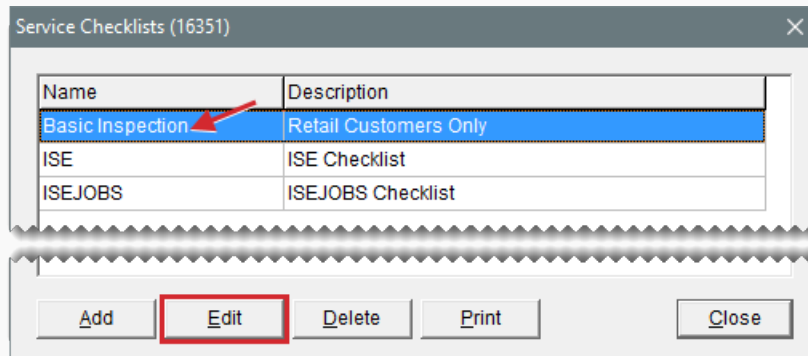 Service Checklists (16351)
Name Description
Basic Inspection Retail Customers Only
ISE ISE Checklist
ISEJOBS ISEJOBS Checklist
Add Edit Delete Print Close